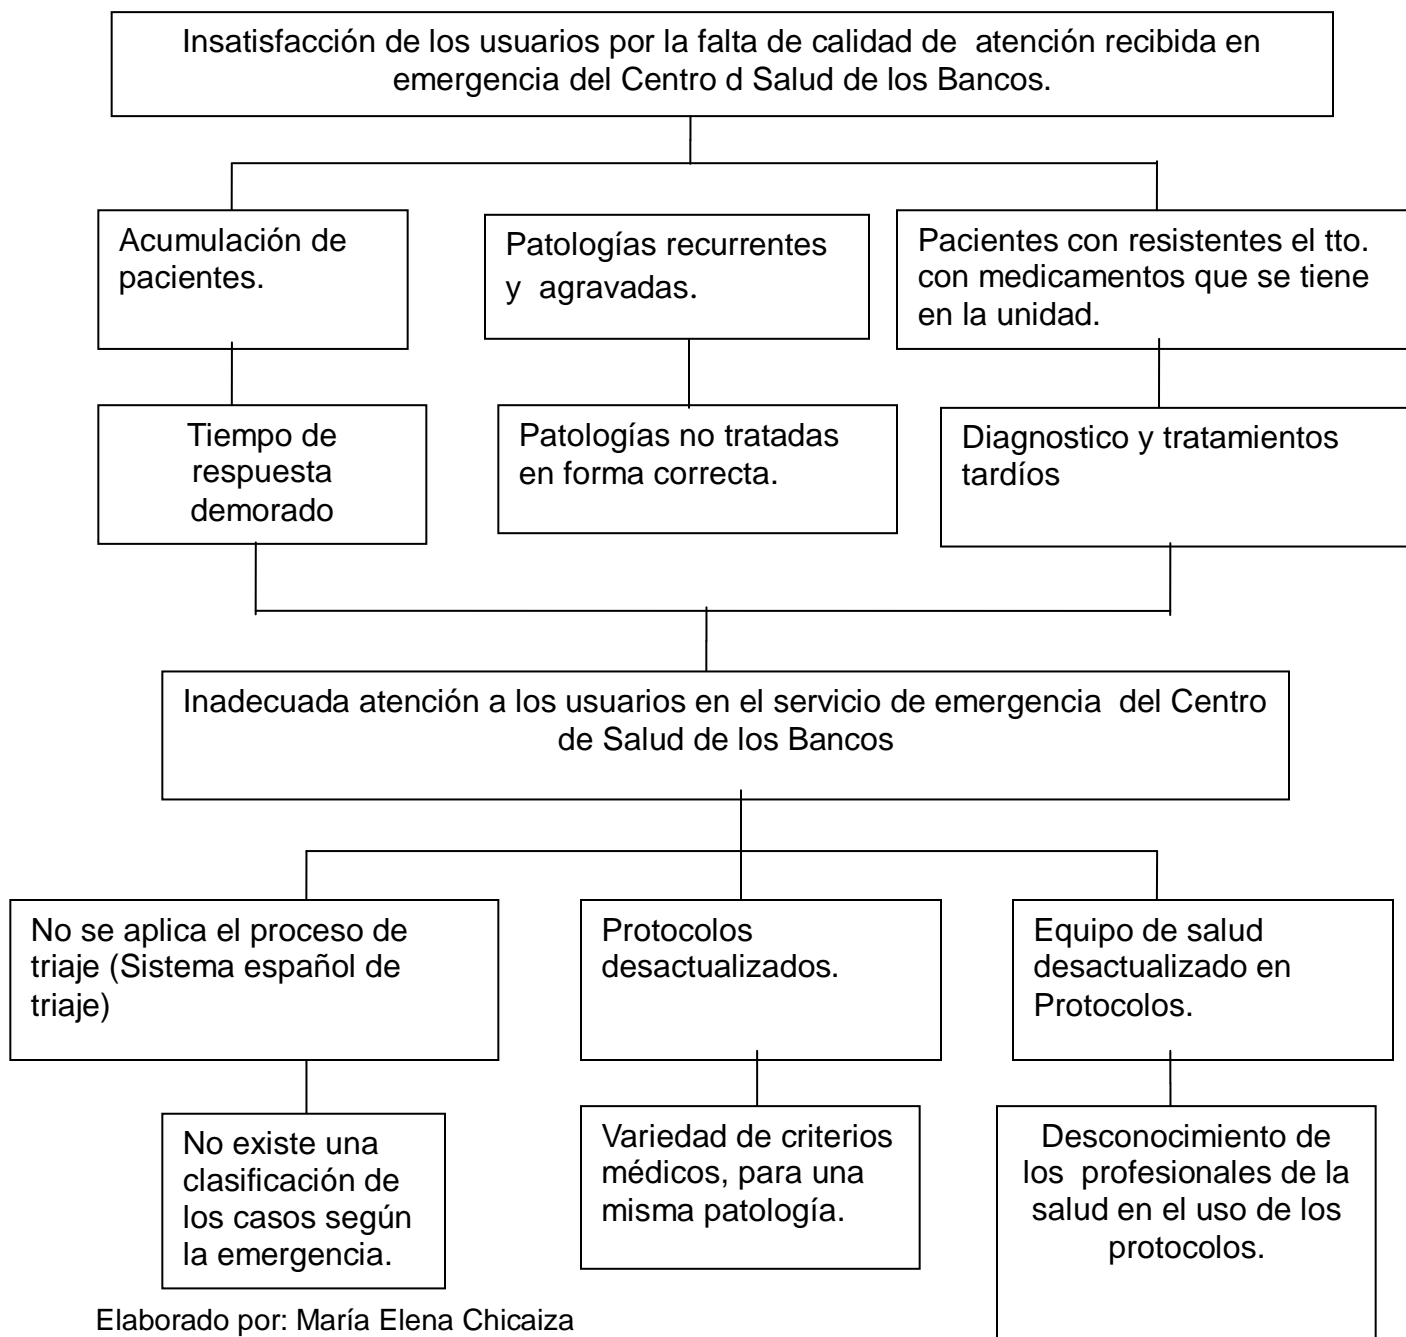 Insatisfacción de los usuarios por la falta de calidad de  atención recibida en
emergencia del Centro d Salud de los Bancos.
Acumulación de
pacientes.
Patologías recurrentes
y  agravadas.
Pacientes con resistentes el tto.
con medicamentos que se tiene
en la unidad.
Tiempo de
respuesta
demorado
Patologías no tratadas
en forma correcta.
Diagnostico y tratamientos
tardíos
Inadecuada atención a los usuarios en el servicio de emergencia  del Centro
de Salud de los Bancos
No se aplica el proceso de
triaje (Sistema español de
triaje)
Protocolos
desactualizados.
Equipo de salud
desactualizado en
Protocolos.
No existe una
clasificación de
los casos según
la emergencia.
Variedad de criterios
médicos, para una
misma patología.
Desconocimiento de
los  profesionales de la
salud en el uso de los
protocolos.
Elaborado por: María Elena Chicaiza